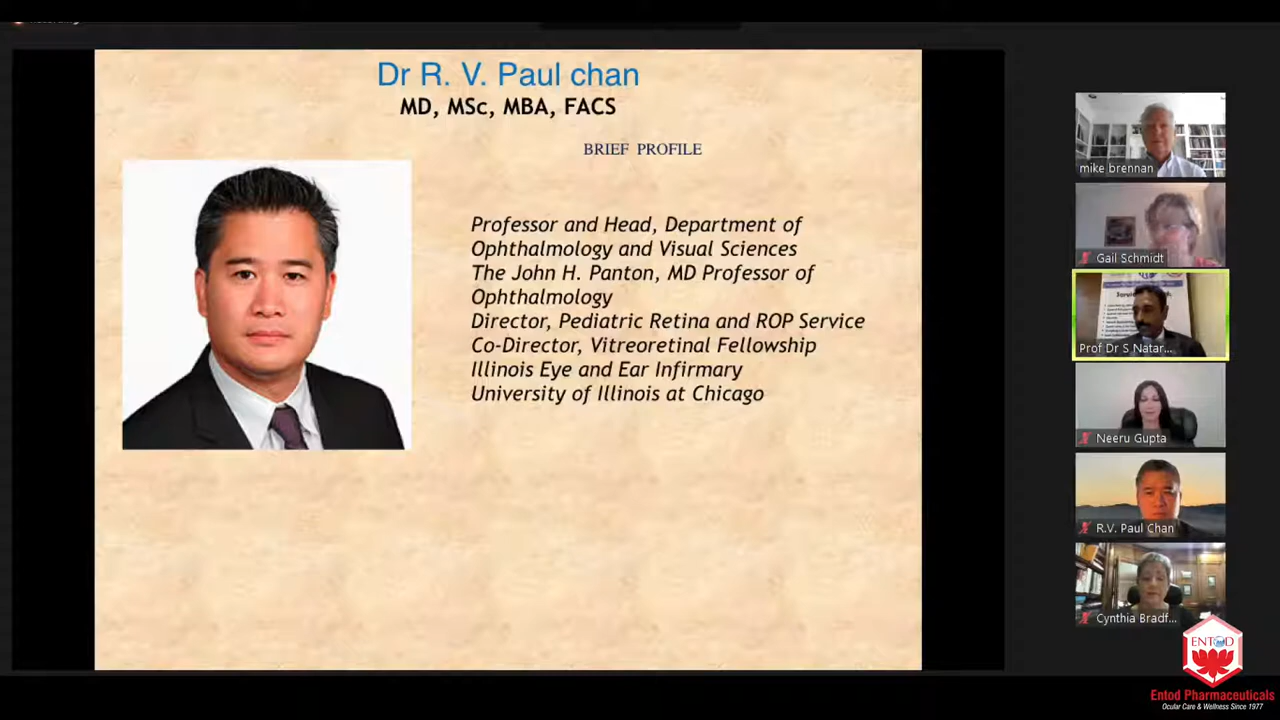 Dr R. V. Paul chan
MD, MSc, MBA, FACS
BRIEF PROFILE
Professor and Head, Department of
Ophthalmology and Visual Sciences
The John H. Panton, MD Professor of
Ophthalmology
Director, Pediatric Retina and ROP Service
Co-Director, Vitreoretinal Fellowship
Illinois Eye and Ear Infirmary
University of Illinois at Chicago
mike brennan
Gail Schmidt
Prof Dr S Natar...
Neeru Gupta
R.V. Paul Chan
Cynthia Bradf...
ENTOD
Entod Pharmaceuticals
Ocular Care & Wellness Since 1977